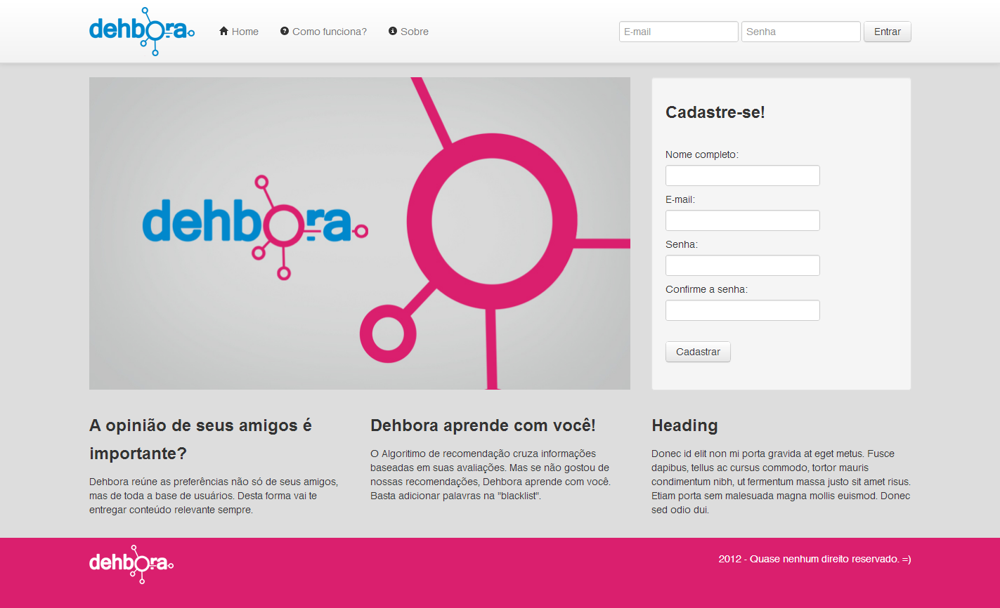 dehbora
Home
Como funciona?
Sobre
E-mail
Senha
Entrar
dehbora
Cadastre-se!
Nome completo:
E-mail:
Senha:
Confirme a senha:
Cadastrar
A opinião de seus amigos é
importante?
Dehbora reúne as preferências não só de seus amigos,
mas de toda a base de usuários. Desta forma vai te
entregar conteúdo relevante sempre.
Dehbora aprende com você!
O Algoritimo de recomendação cruza informações
baseadas em suas avaliações. Mas se não gostou de
nossas recomendações, Dehbora aprende com você.
Basta adicionar palavras na "blacklist".
Heading
Donec id elit non mi porta gravida at eget metus. Fusce
dapibus, tellus ac cursus commodo, tortor mauris
condimentum nibh, ut fermentum massa justo sit amet risus.
Etiam porta sem malesuada magna mollis euismod. Donec
sed odio dui.
dehbora
2012 - Quase nenhum direito reservado. =)